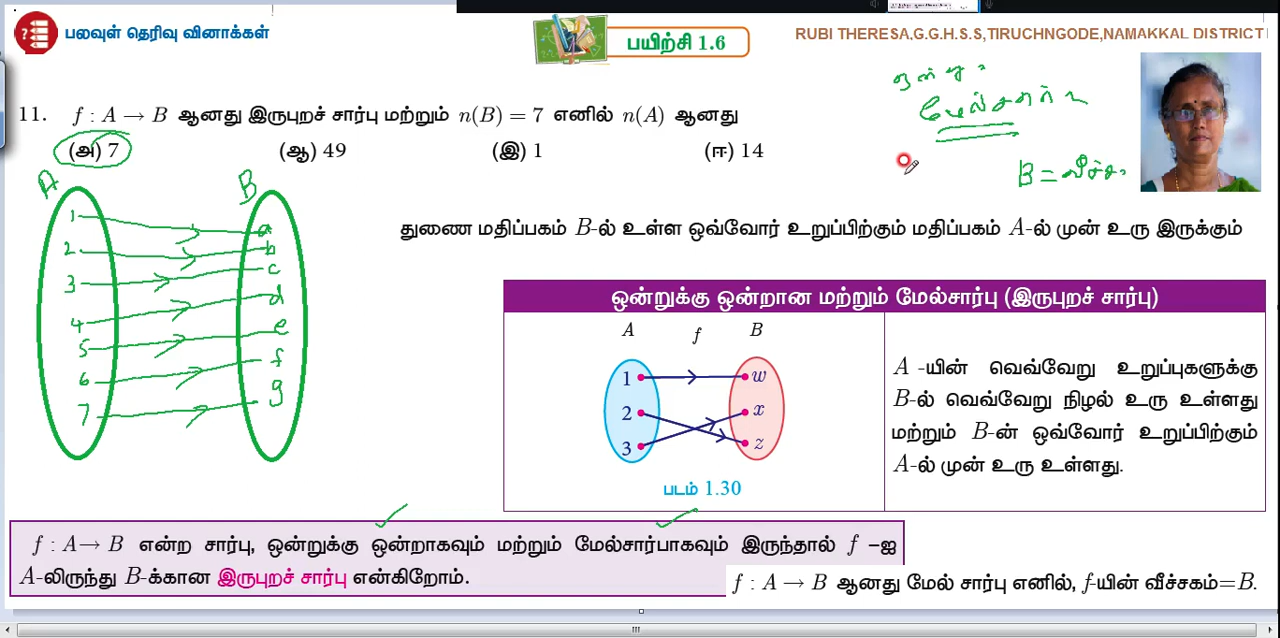 பலவுள் தெரிவு வினாக்கள்
பயிற்சி 1.6
RUBI THERESA,G.G.H.S.S,TIRUCHNGODE,NAMAKKAL DISTRICT
11. f : A → B ஆனது இருபுறச் சார்பு மற்றும் n(B) = 7 எனில் n(A) ஆனது
(அ) 7 (ஆ) 49 (இ) 1 (ஈ) 14
மேல்சார்பு
B = வீச்ச
A B
1 a
2 b
3 c
4 d
5 e
6 f
7 g
துணை மதிப்பகம் B-ல் உள்ள ஒவ்வோர் உறுப்பிற்கும் மதிப்பகம் A-ல் முன் உரு இருக்கும்
ஒன்றுக்கு ஒன்றான மற்றும் மேல்சார்பு (இருபுறச் சார்பு)
A f B
1 w
2 x
3 z
படம் 1.30
A -யின் வெவ்வேறு உறுப்புகளுக்கு
B-ல் வெவ்வேறு நிழல் உரு உள்ளது
மற்றும் B-ன் ஒவ்வோர் உறுப்பிற்கும்
A-ல் முன் உரு உள்ளது.
f : A → B என்ற சார்பு, ஒன்றுக்கு ஒன்றாகவும் மற்றும் மேல்சார்பாகவும் இருந்தால் f –ஐ
A-லிருந்து B-க்கான இருபுறச் சார்பு என்கிறோம்.
f : A → B ஆனது மேல் சார்பு எனில், f-யின் வீச்சகம்=B.